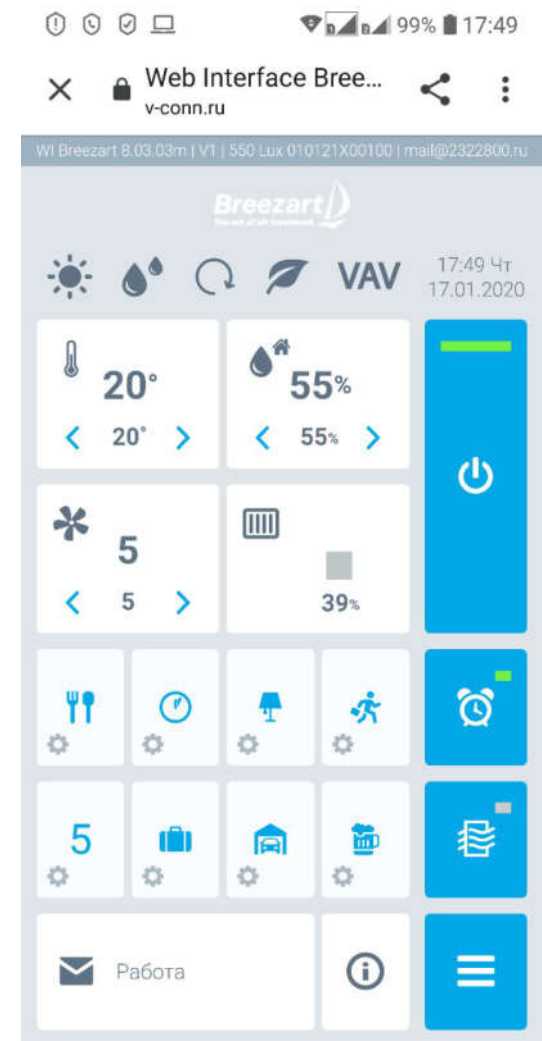 99% 17:49
Web Interface Bree...
v-conn.ru
WI Breezart 8.03.03m | V1 | 550 Lux 010121X00100 | mail@2322800.ru
Breezart
VAV
17:49 Чт
17.01.2020
20°
55%
20°
55%
5
5
39%
5
Работа